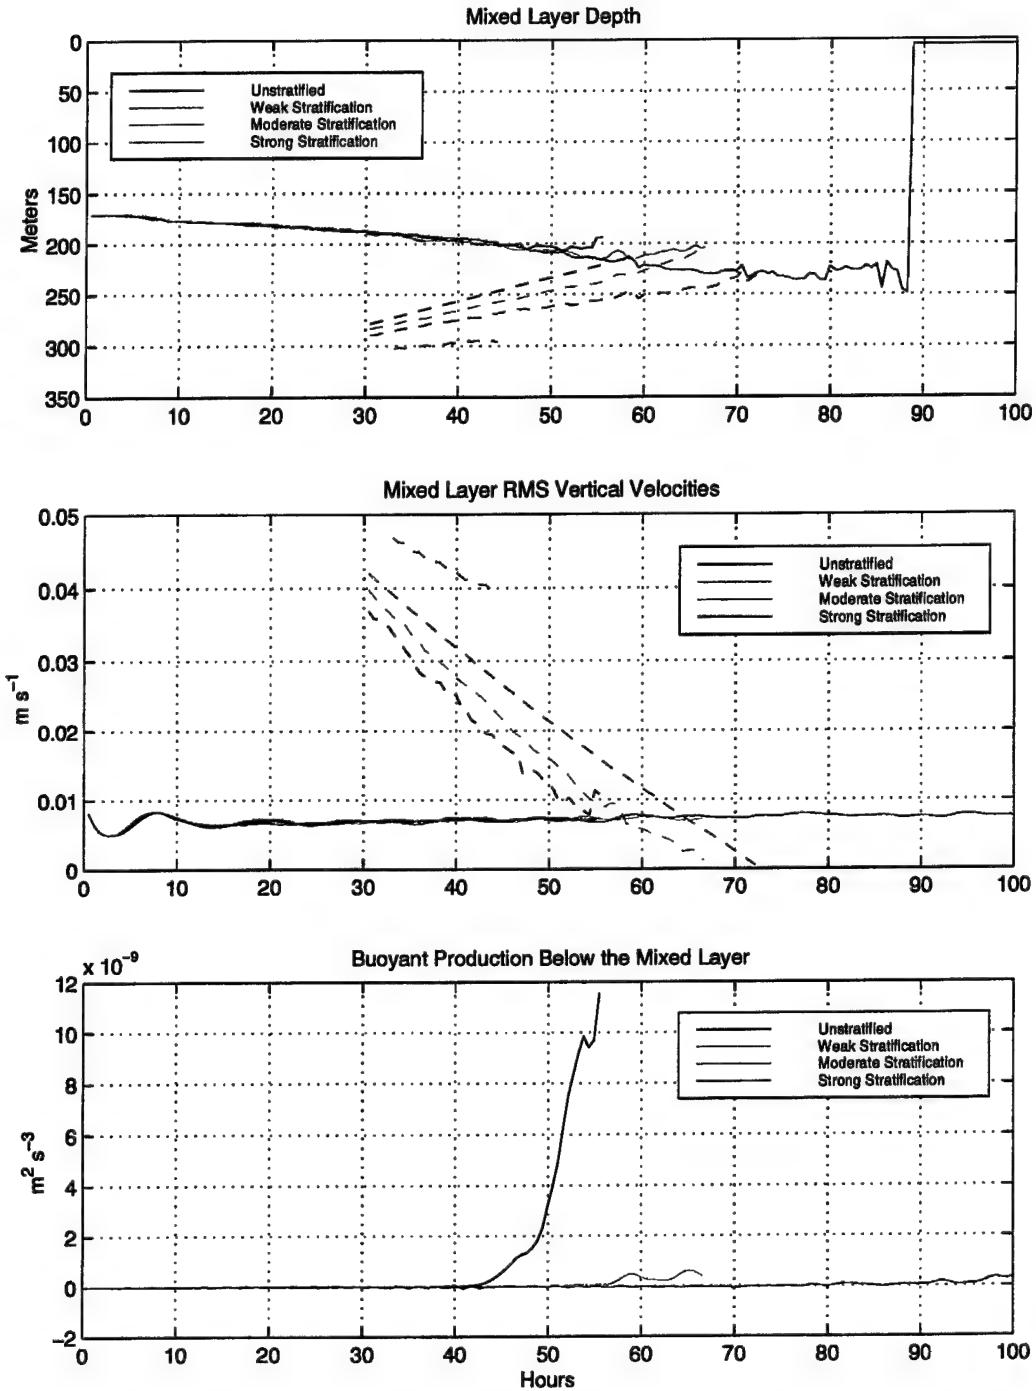 Mixed Layer Depth
0
50
100
150
200
250
300
350
Meters
Unstratified
Weak Stratification
Moderate Stratification
Strong Stratification
0 10 20 30 40 50 60 70 80 90 100
Mixed Layer RMS Vertical Velocities
0.05
0.04
0.03
0.02
0.01
0
m s⁻¹
Unstratified
Weak Stratification
Moderate Stratification
Strong Stratification
0 10 20 30 40 50 60 70 80 90 100
Buoyant Production Below the Mixed Layer
x 10⁻⁹
12
10
8
6
4
2
0
−2
m² s⁻³
Unstratified
Weak Stratification
Moderate Stratification
Strong Stratification
0 10 20 30 40 50 60 70 80 90 100
Hours